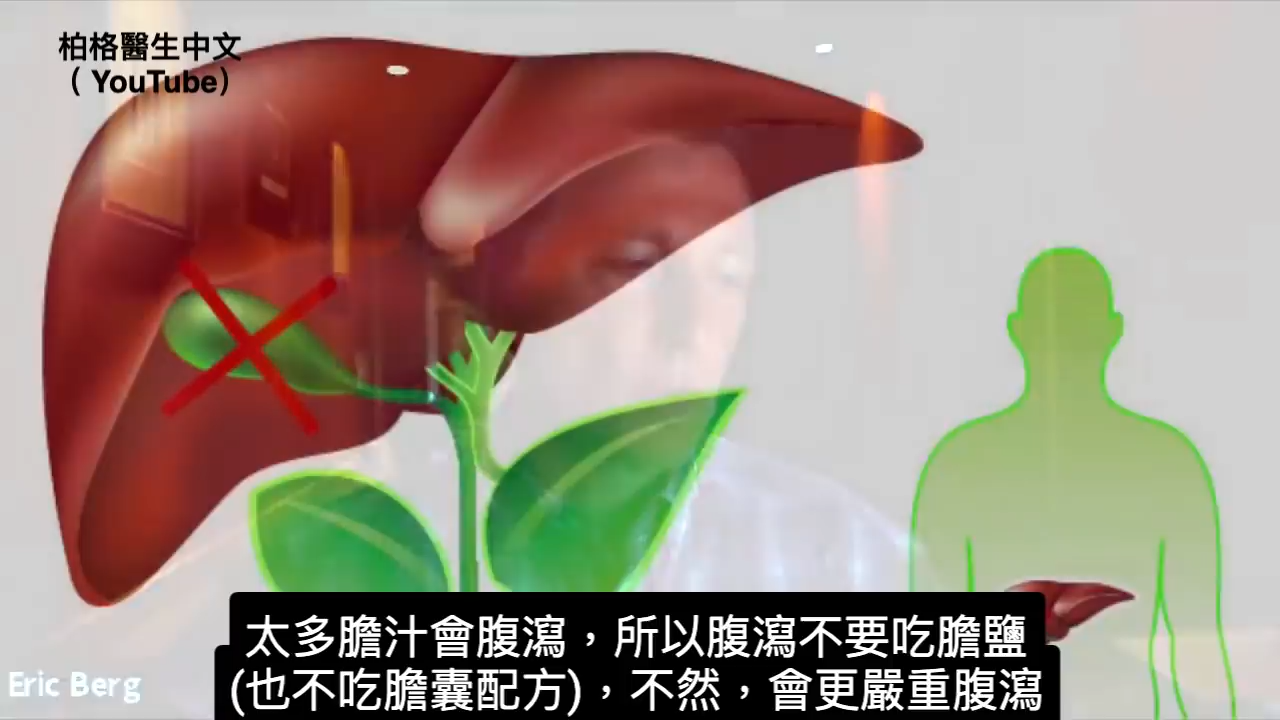 柏格醫生中文
（ YouTube）
太多膽汁會腹瀉，所以腹瀉不要吃膽鹽
(也不吃膽囊配方)，不然，會更嚴重腹瀉
Eric Berg